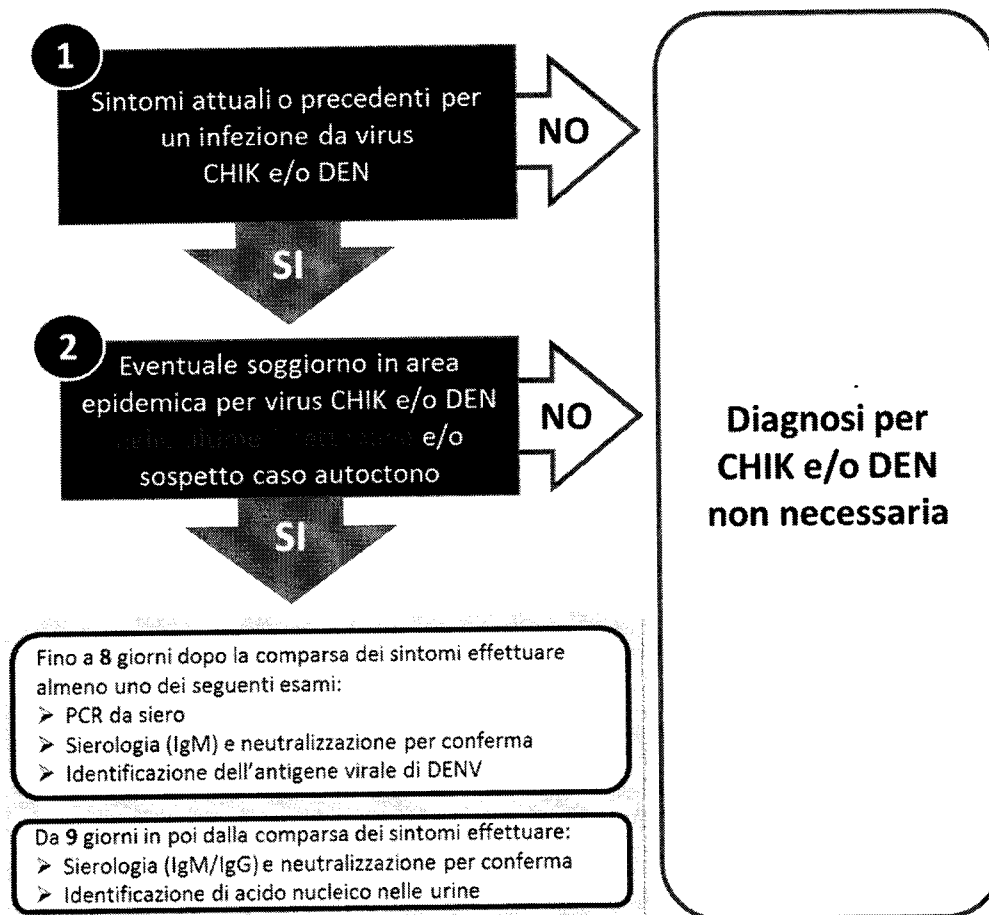 1
Sintomi attuali o precedenti per
un infezione da virus
CHIK e/o DEN
NO
SI
2
Eventuale soggiorno in area
epidemica per virus CHIK e/o DEN
e/o
sospetto caso autoctono
NO
SI
Diagnosi per
CHIK e/o DEN
non necessaria
Fino a 8 giorni dopo la comparsa dei sintomi effettuare
almeno uno dei seguenti esami:
➤ PCR da siero
➤ Sierologia (IgM) e neutralizzazione per conferma
➤ Identificazione dell'antigene virale di DENV
Da 9 giorni in poi dalla comparsa dei sintomi effettuare:
➤ Sierologia (IgM/IgG) e neutralizzazione per conferma
➤ Identificazione di acido nucleico nelle urine